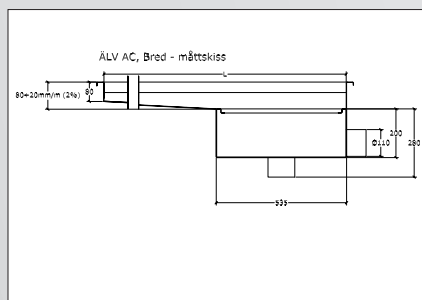 ÄLV AC, Bred - måttskiss
L
80+20mm/m (2%)
80
200
Ø110
280
535